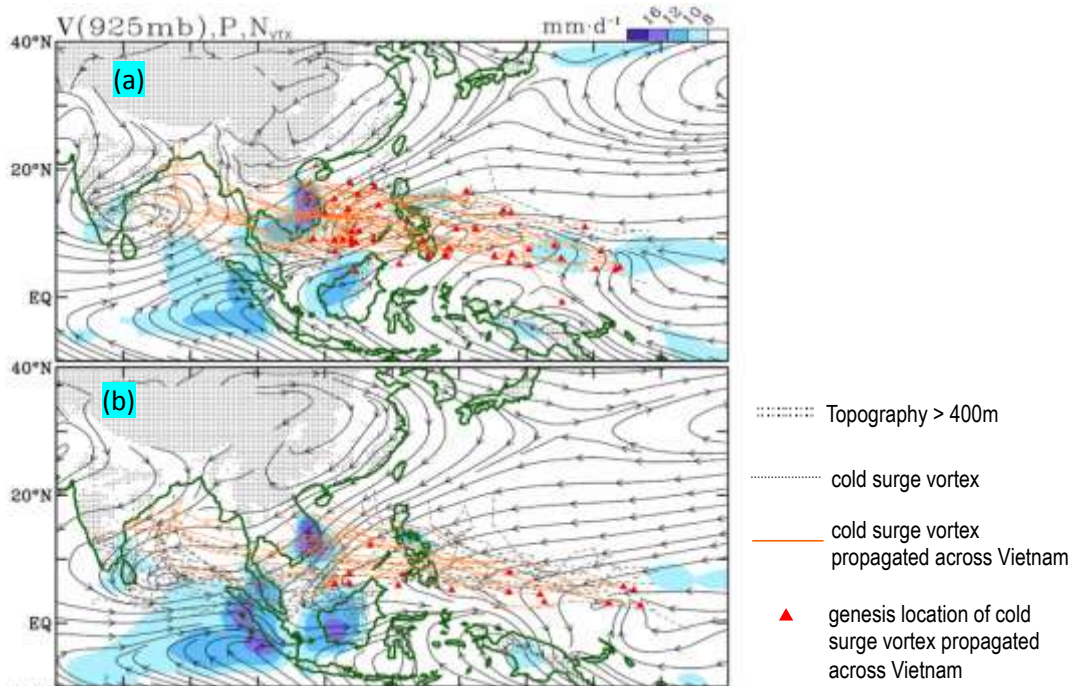 V(925mb),P,Nvtx mm·d⁻¹ 16 12 10 8
40°N
(a)
20°N
EQ
40°N
(b)
20°N
EQ
Topography > 400m
cold surge vortex
cold surge vortex
propagated across Vietnam
genesis location of cold
surge vortex propagated
across Vietnam